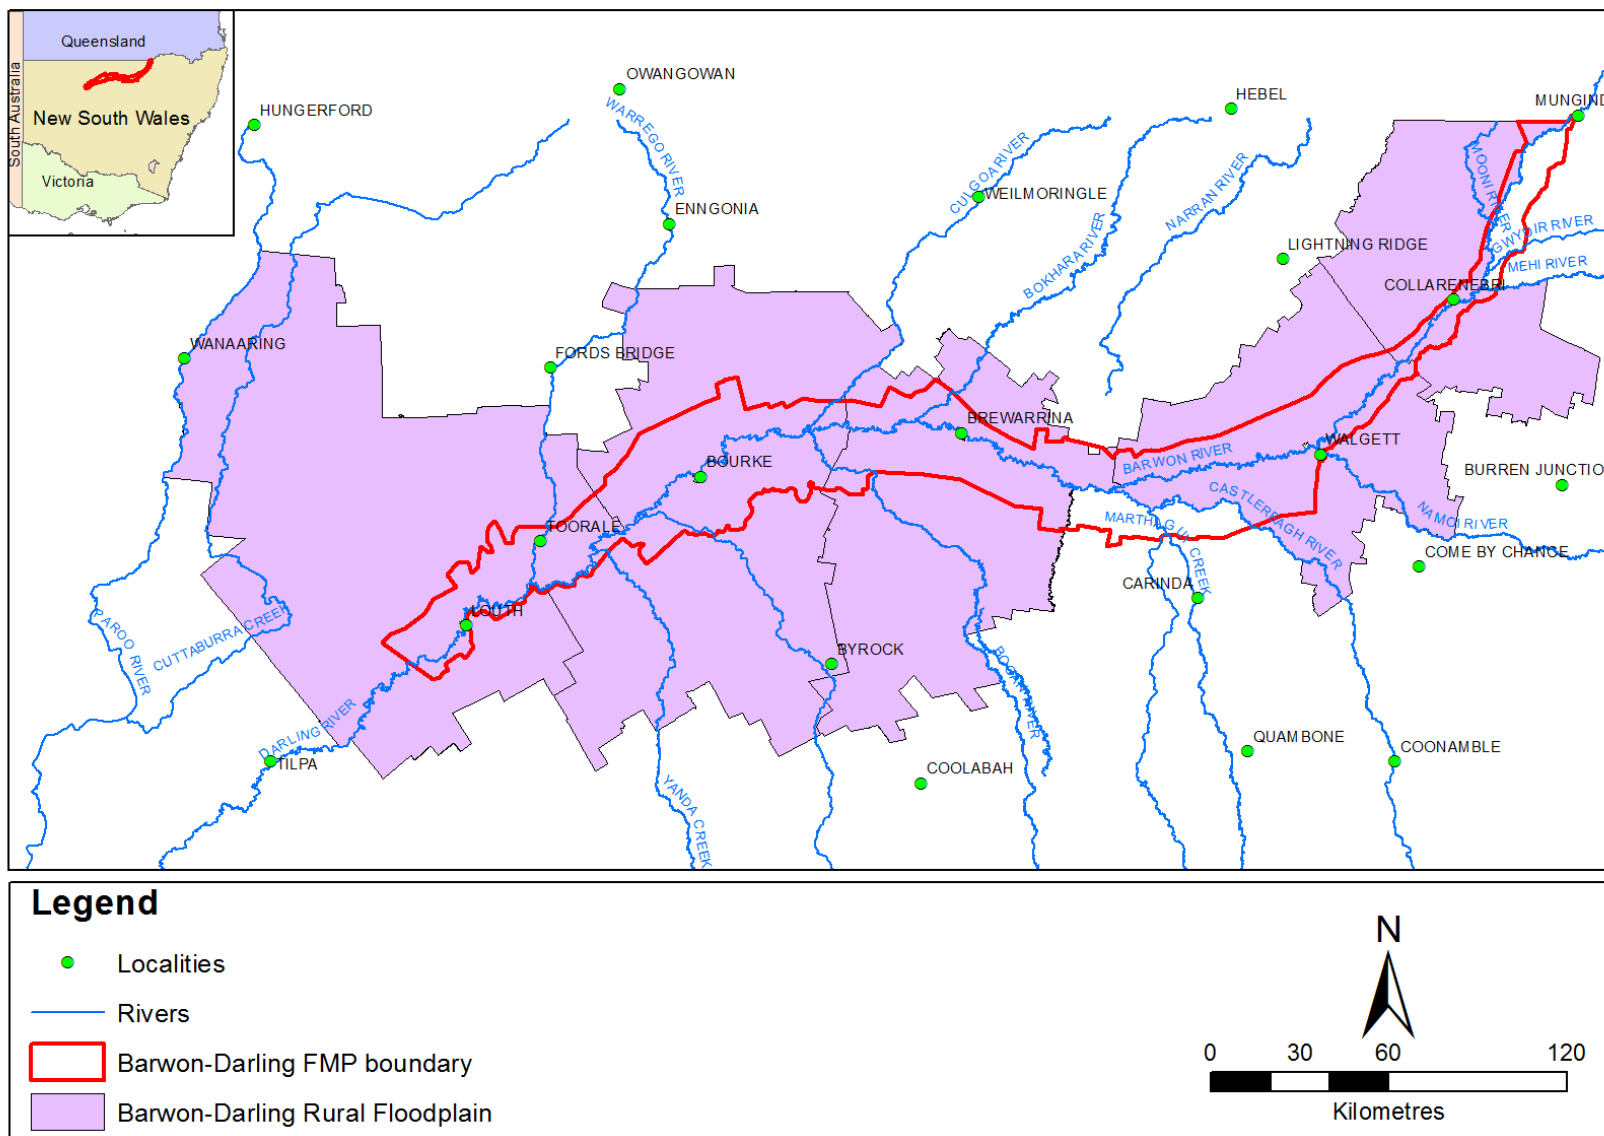 Queensland
South Australia
New South Wales
Victoria
HUNGERFORD
OWANGOWAN
WARREGO RIVER
HEBEL
MUNGIND
CULGOA RIVER
WEILMORINGLE
ENNGONIA
BOKHARA RIVER
NARRAN RIVER
MOONI RIVER
GWYDIR RIVER
LIGHTNING RIDGE
MEHI RIVER
COLLARENEBRI
WANAARING
FORDS BRIDGE
BREWARRINA
WALGETT
BARWON RIVER
BOURKE
BURREN JUNCTIO
CASTLEREAGH RIVER
NAMOI RIVER
TOORALE
MARTHAGUY CREEK
COME BY CHANCE
CARINDA
LOUTH
PAROO RIVER
CUTTABURRA CREEK
BYROCK
BOGAN RIVER
DARLING RIVER
TILPA
QUAMBONE
COONAMBLE
COOLABAH
YANDA CREEK
Legend
Localities
Rivers
Barwon-Darling FMP boundary
Barwon-Darling Rural Floodplain
N
0 30 60 120
Kilometres